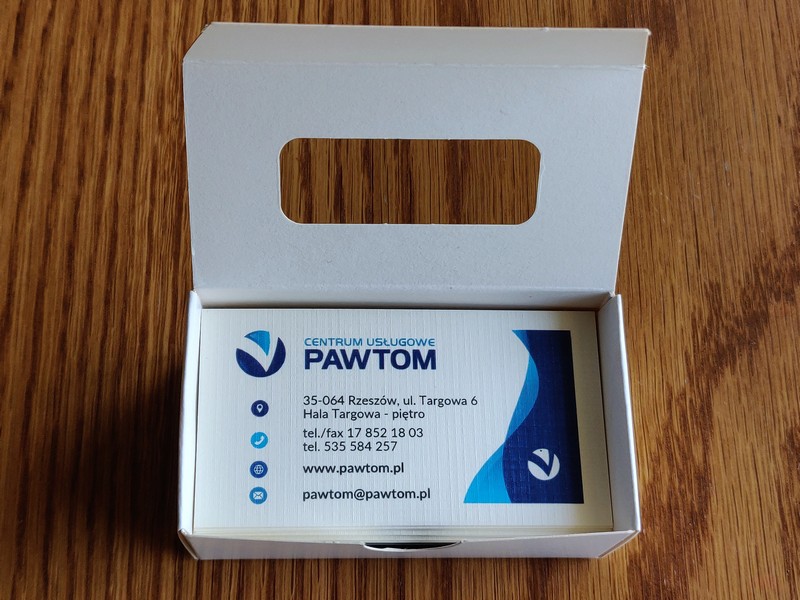 CENTRUM USŁUGOWE
PAWTOM
35-064 Rzeszów, ul. Targowa 6
Hala Targowa - piętro
tel./fax 17 852 18 03
tel. 535 584 257
www.pawtom.pl
pawtom@pawtom.pl